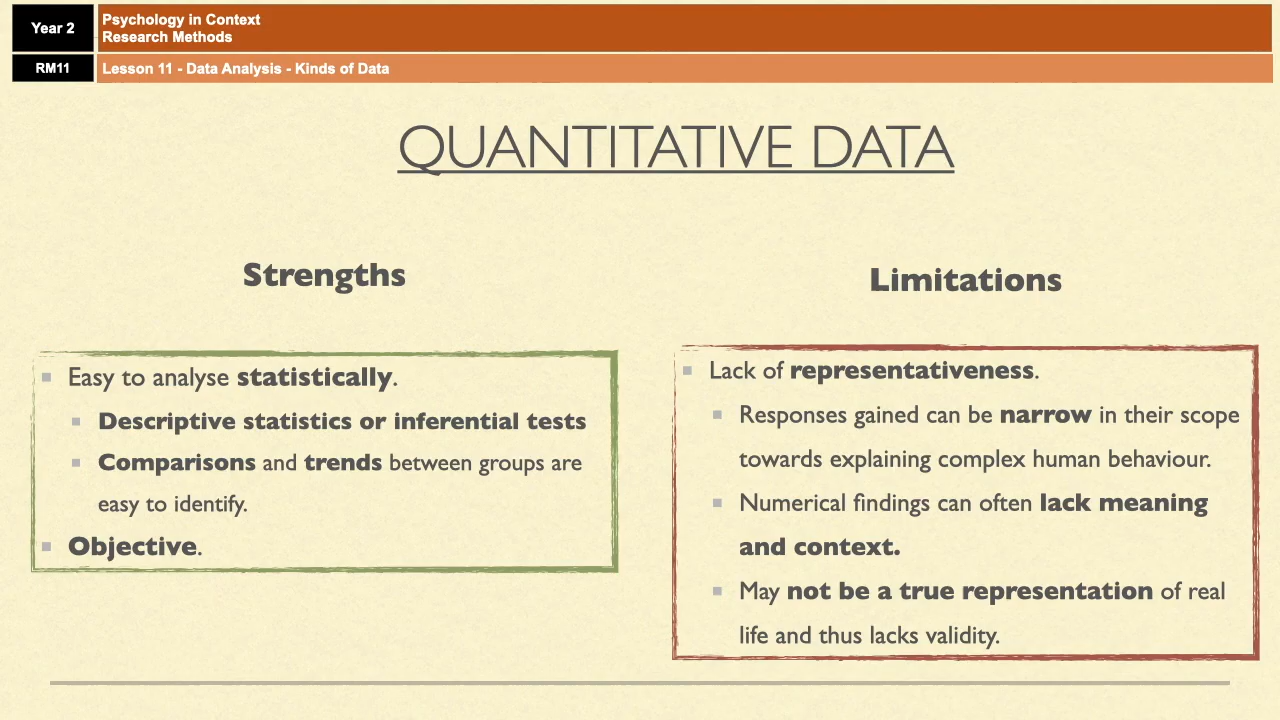 Year 2
Psychology in Context
Research Methods
RM11
Lesson 11 - Data Analysis - Kinds of Data
QUANTITATIVE DATA
Strengths
Easy to analyse statistically.
Descriptive statistics or inferential tests
Comparisons and trends between groups are
easy to identify.
Objective.
Limitations
Lack of representativeness.
Responses gained can be narrow in their scope
towards explaining complex human behaviour.
Numerical findings can often lack meaning
and context.
May not be a true representation of real
life and thus lacks validity.